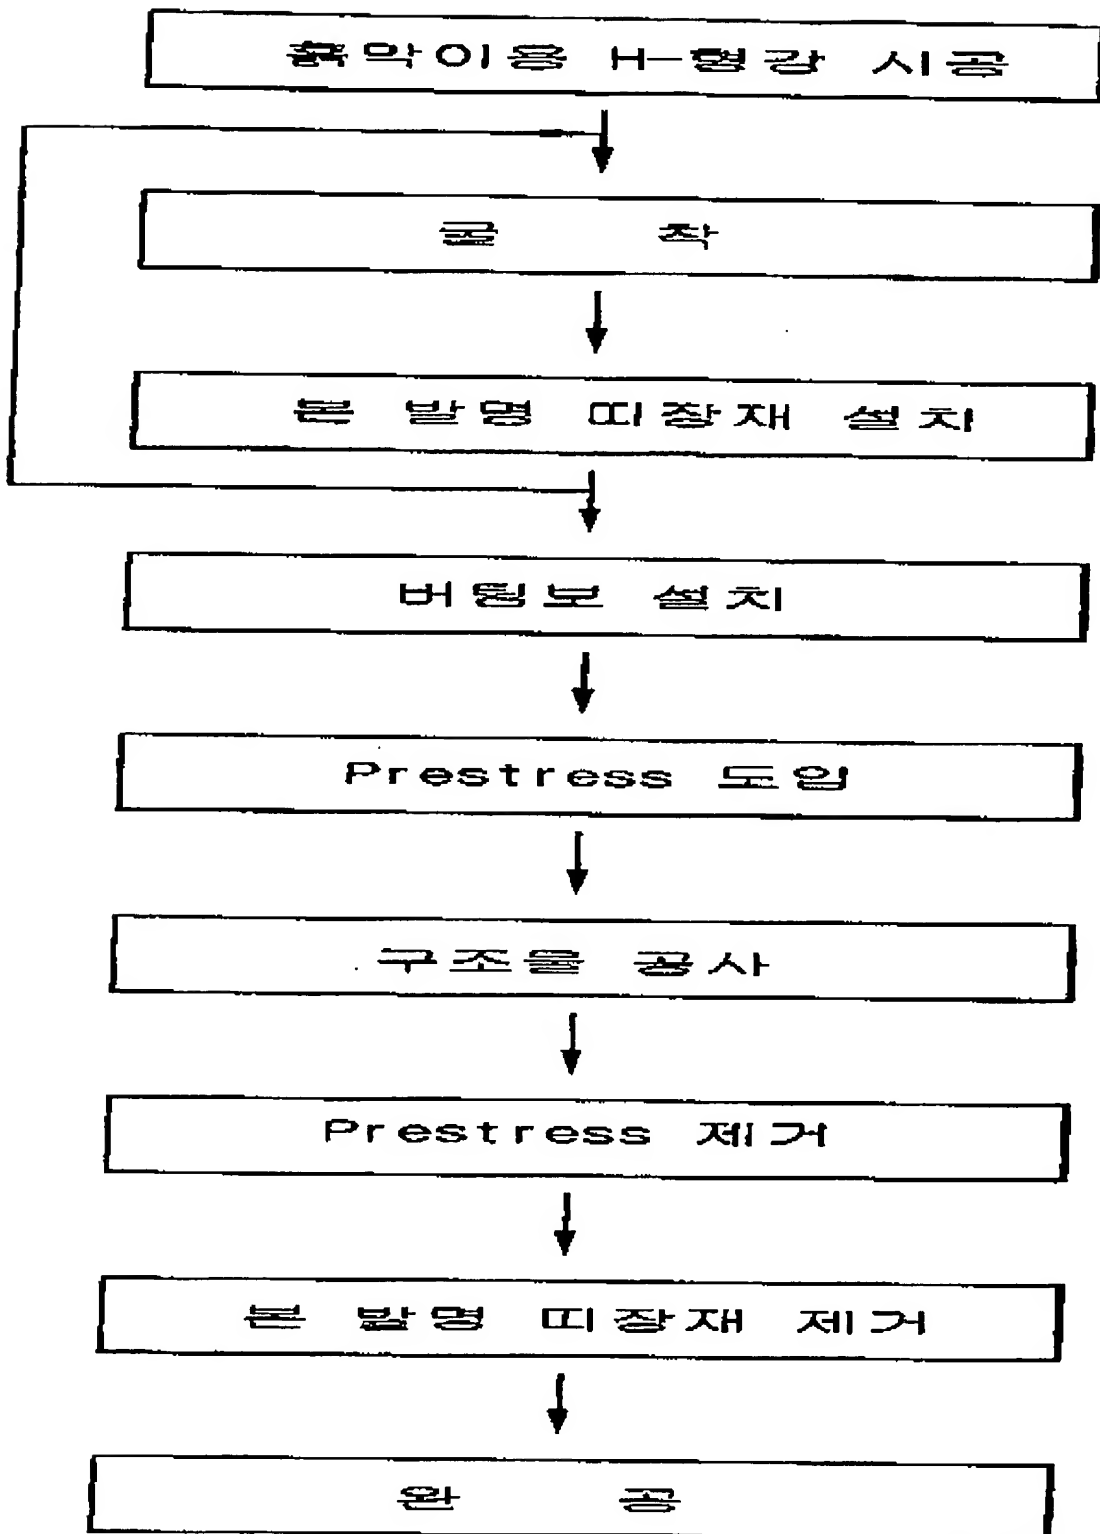 흙막이용 H-형강 시공
굴 착
본 발명 띠장재 설치
버팀보 설치
Prestress 도입
구조물 공사
Prestress 제거
본 발명 띠장재 제거
완 공